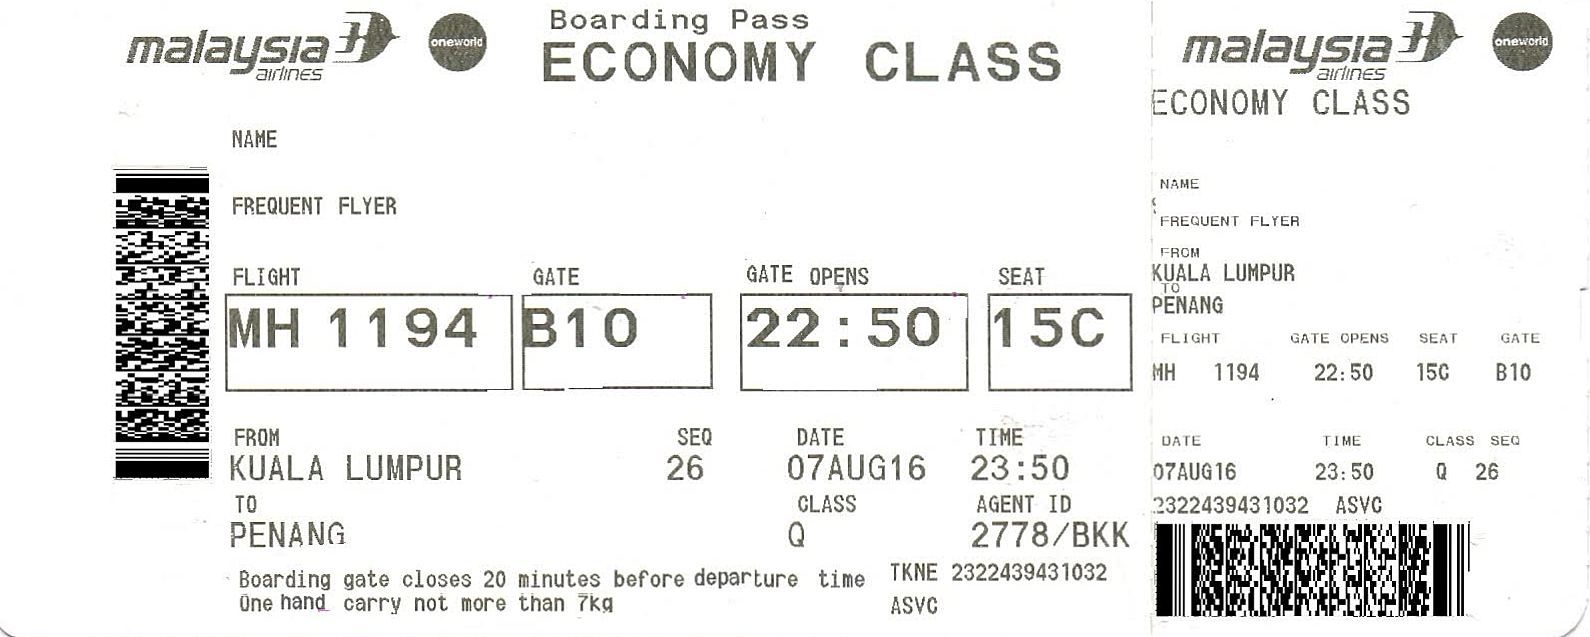 malaysia airlines oneworld
Boarding Pass
ECONOMY CLASS
NAME
FREQUENT FLYER
FLIGHT GATE GATE OPENS SEAT
MH 1194 B10 22:50 15C
FROM SEQ DATE TIME
KUALA LUMPUR 26 07AUG16 23:50
TO CLASS AGENT ID
PENANG Q 2778/BKK
Boarding gate closes 20 minutes before departure time
One hand carry not more than 7kg
TKNE 2322439431032
ASVC
malaysia airlines oneworld
ECONOMY CLASS
NAME
FREQUENT FLYER
FROM
KUALA LUMPUR
TO
PENANG
FLIGHT GATE OPENS SEAT GATE
MH 1194 22:50 15C B10
DATE TIME CLASS SEQ
07AUG16 23:50 Q 26
2322439431032 ASVC